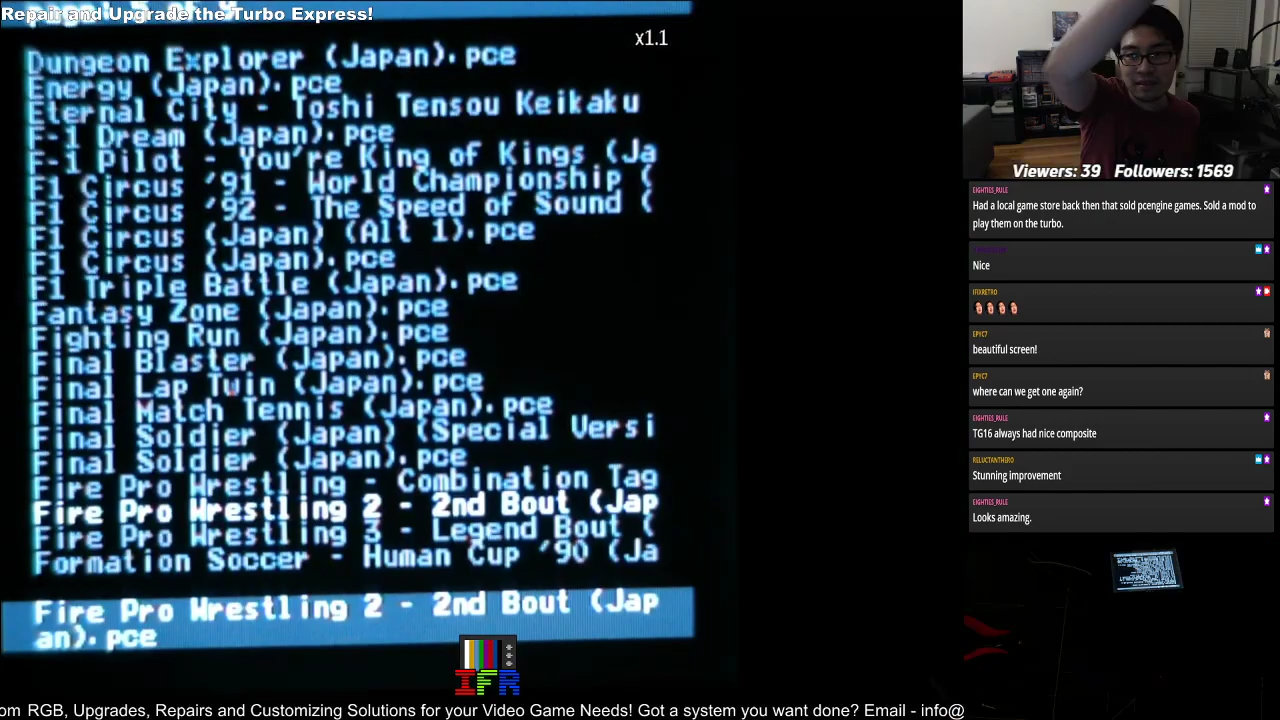 Repair and Upgrade the Turbo Express!
x1.1
Dungeon Explorer (Japan).pce
Energy (Japan).pce
Eternal City - Toshi Tensou Keikaku
F-1 Dream (Japan).pce
F-1 Pilot - You're King of Kings (Ja
F1 Circus '91 - World Championship (
F1 Circus '92 - The Speed of Sound (
F1 Circus (Japan) (Alt 1).pce
F1 Circus (Japan).pce
F1 Triple Battle (Japan).pce
Fantasy Zone (Japan).pce
Fighting Run (Japan).pce
Final Blaster (Japan).pce
Final Lap Twin (Japan).pce
Final Match Tennis (Japan).pce
Final Soldier (Japan) (Special Versi
Final Soldier (Japan).pce
Fire Pro Wrestling - Combination Tag
Fire Pro Wrestling 2 - 2nd Bout (Jap
Fire Pro Wrestling 3 - Legend Bout (
Formation Soccer - Human Cup '90 (Ja
Fire Pro Wrestling 2 - 2nd Bout (Jap
an).pce
IFR
om RGB, Upgrades, Repairs and Customizing Solutions for your Video Game Needs! Got a system you want done? Email - info@
Viewers: 39 Followers: 1569
EIGHTIES_RULE
Had a local game store back then that sold pcengine games. Sold a mod to
play them on the turbo.
Nice
IFIXRETRO
EPYC7
beautiful screen!
EPYC7
where can we get one again?
EIGHTIES_RULE
TG16 always had nice composite
RELUCTANTHERO
Stunning improvement
EIGHTIES_RULE
Looks amazing.